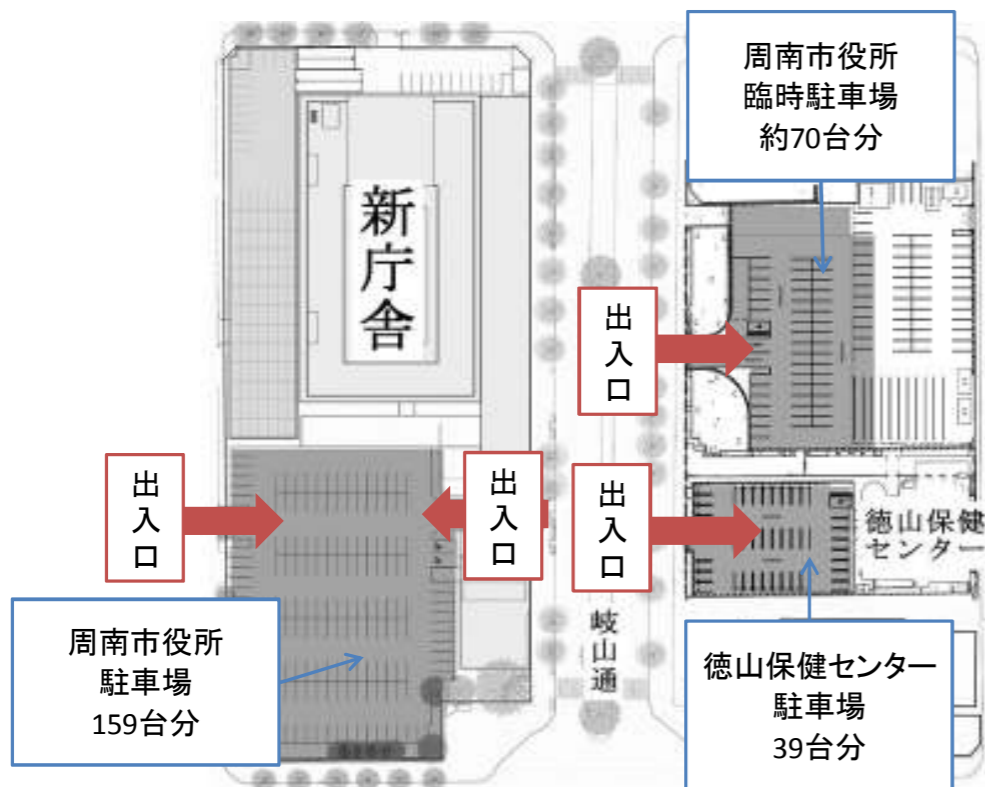 周南市役所
臨時駐車場
約70台分
新庁舎
出入口
出入口
出入口
出入口
徳山保健
センター
岐山通
周南市役所
駐車場
159台分
徳山保健センター
駐車場
39台分